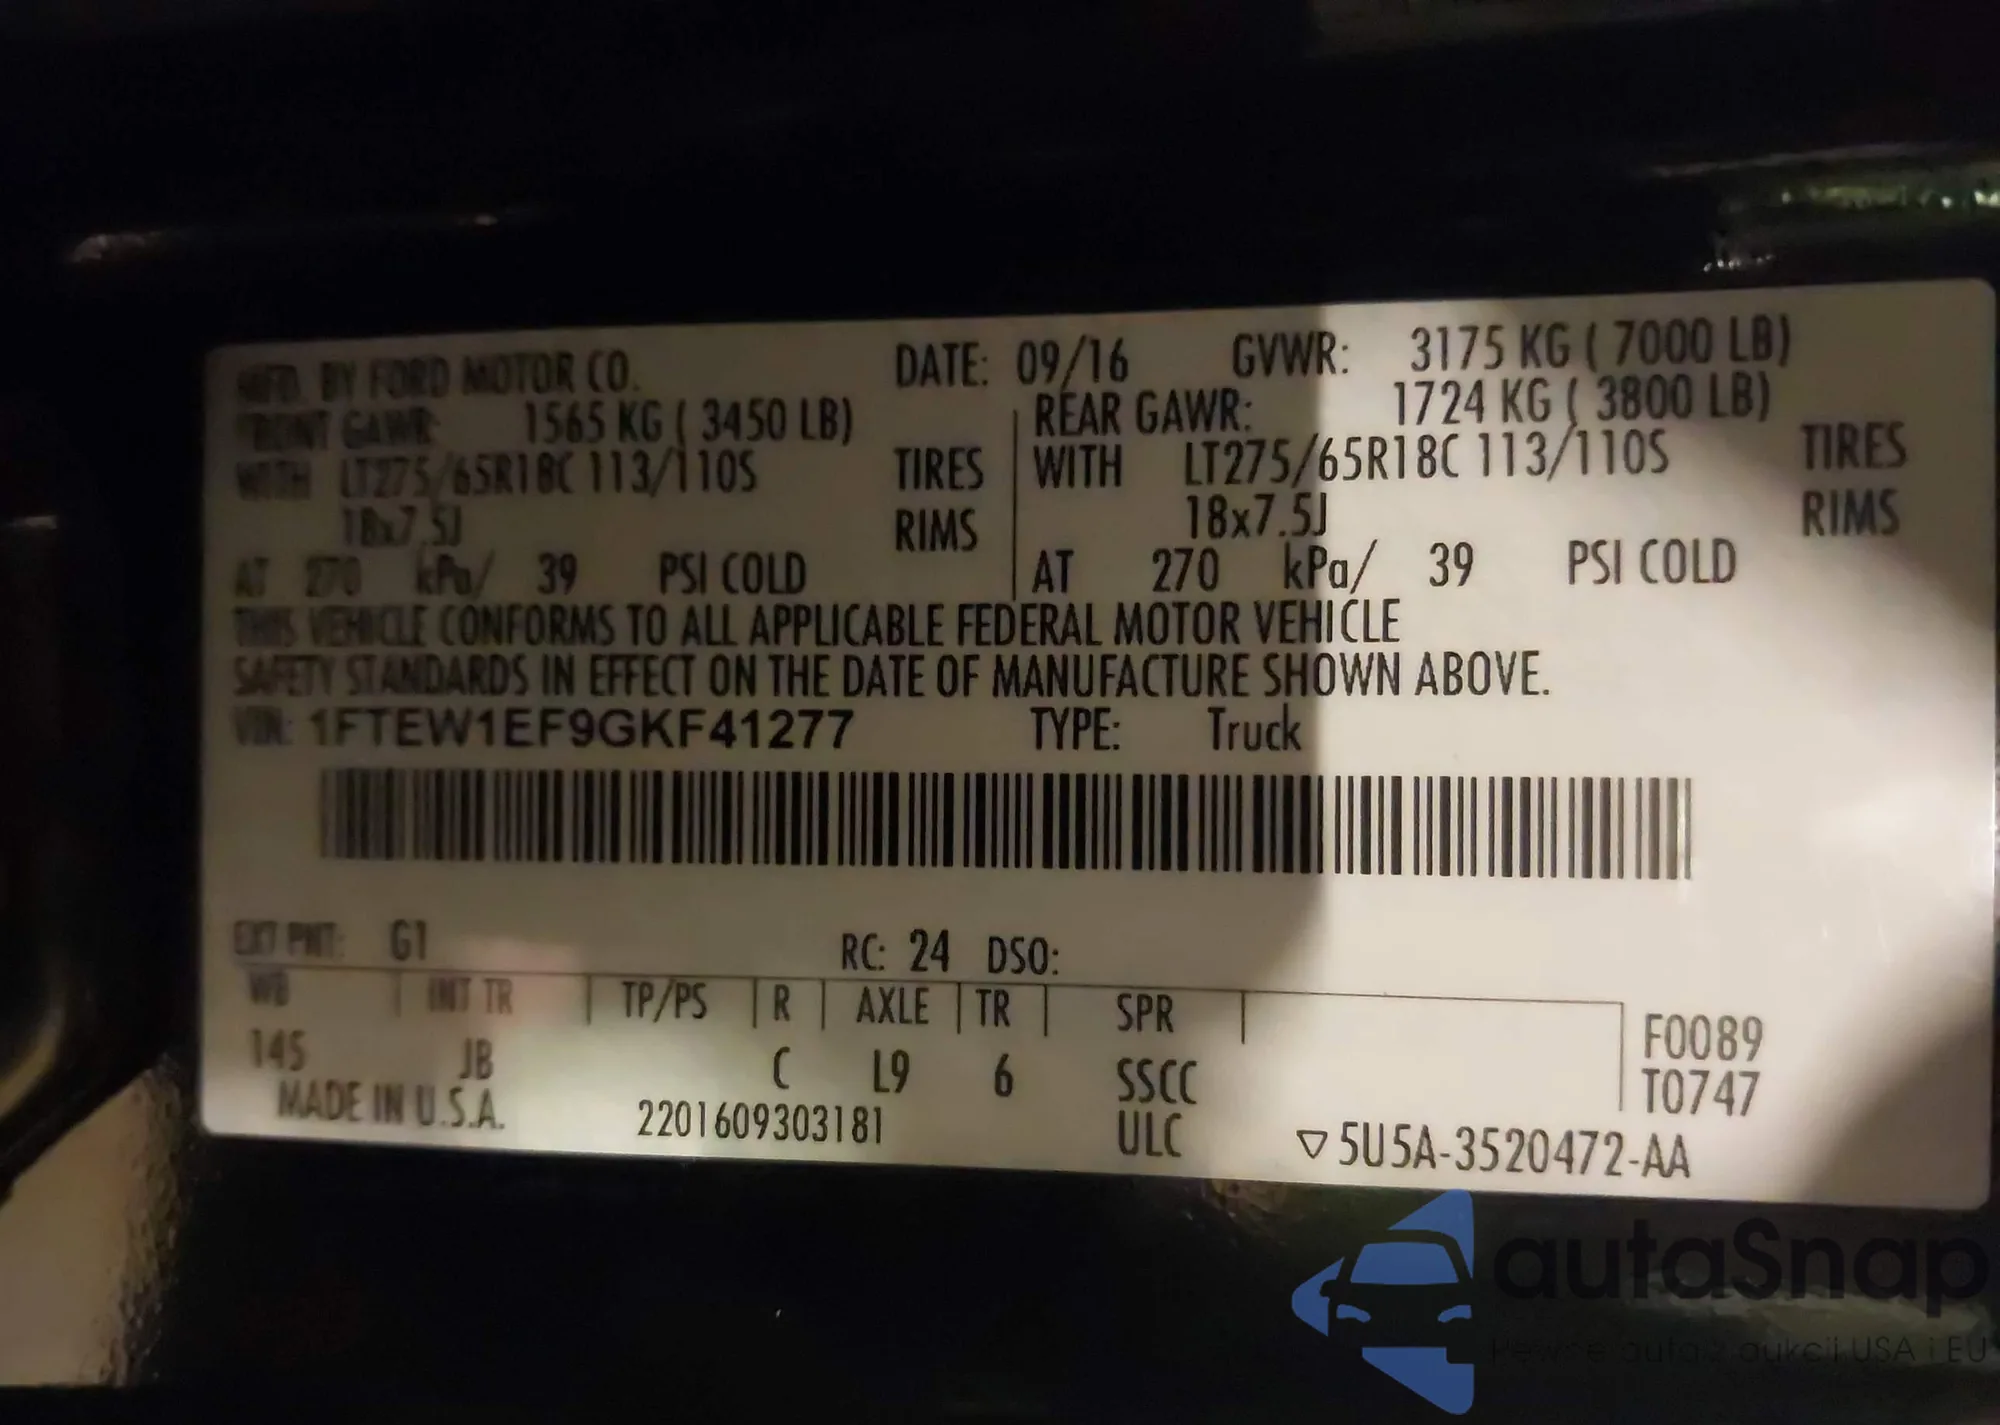 MFD. BY FORD MOTOR CO. DATE: 09/16 GVWR: 3175 KG ( 7000 LB)
FRONT GAWR: 1565 KG ( 3450 LB) REAR GAWR: 1724 KG ( 3800 LB)
WITH LT275/65R18C 113/110S TIRES WITH LT275/65R18C 113/110S TIRES
18x7.5J RIMS 18x7.5J RIMS
AT 270 kPa/ 39 PSI COLD AT 270 kPa/ 39 PSI COLD
THIS VEHICLE CONFORMS TO ALL APPLICABLE FEDERAL MOTOR VEHICLE
SAFETY STANDARDS IN EFFECT ON THE DATE OF MANUFACTURE SHOWN ABOVE.
VIN: 1FTEW1EF9GKF41277 TYPE: Truck
EXT PNT: G1 RC: 24 DSO:
WB INT TR TP/PS R AXLE TR SPR F0089
145 JB C L9 6 SSCC T0747
MADE IN U.S.A. 2201609303181 ULC ▽5U5A-3520472-AA
autaSnap
Pewne auta z aukcji USA i EU